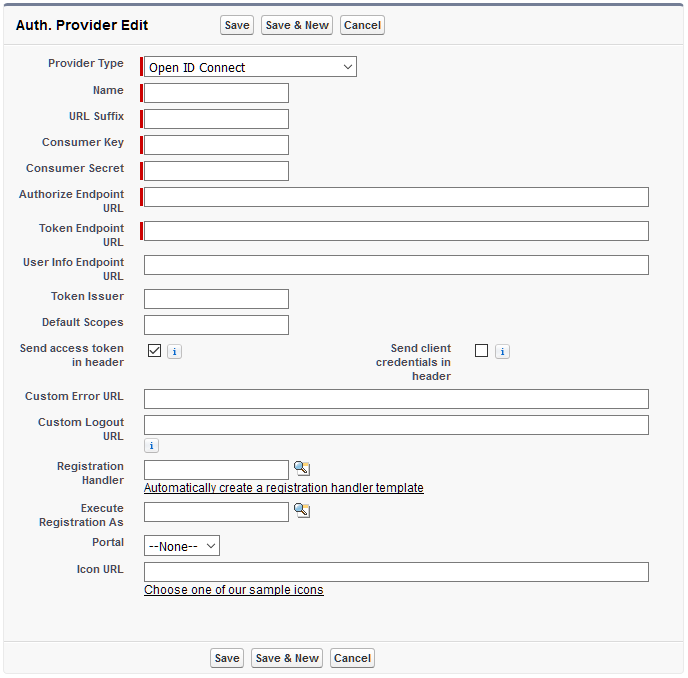 Auth. Provider Edit
Save
Save & New
Cancel
Provider Type
Open ID Connect
Name
URL Suffix
Consumer Key
Consumer Secret
Authorize Endpoint
URL
Token Endpoint
URL
User Info Endpoint
URL
Token Issuer
Default Scopes
Send access token
in header
i
Send client
credentials in
header
i
Custom Error URL
Custom Logout
URL
i
Registration
Handler
Automatically create a registration handler template
Execute
Registration As
Portal
--None--
Icon URL
Choose one of our sample icons
Save
Save & New
Cancel